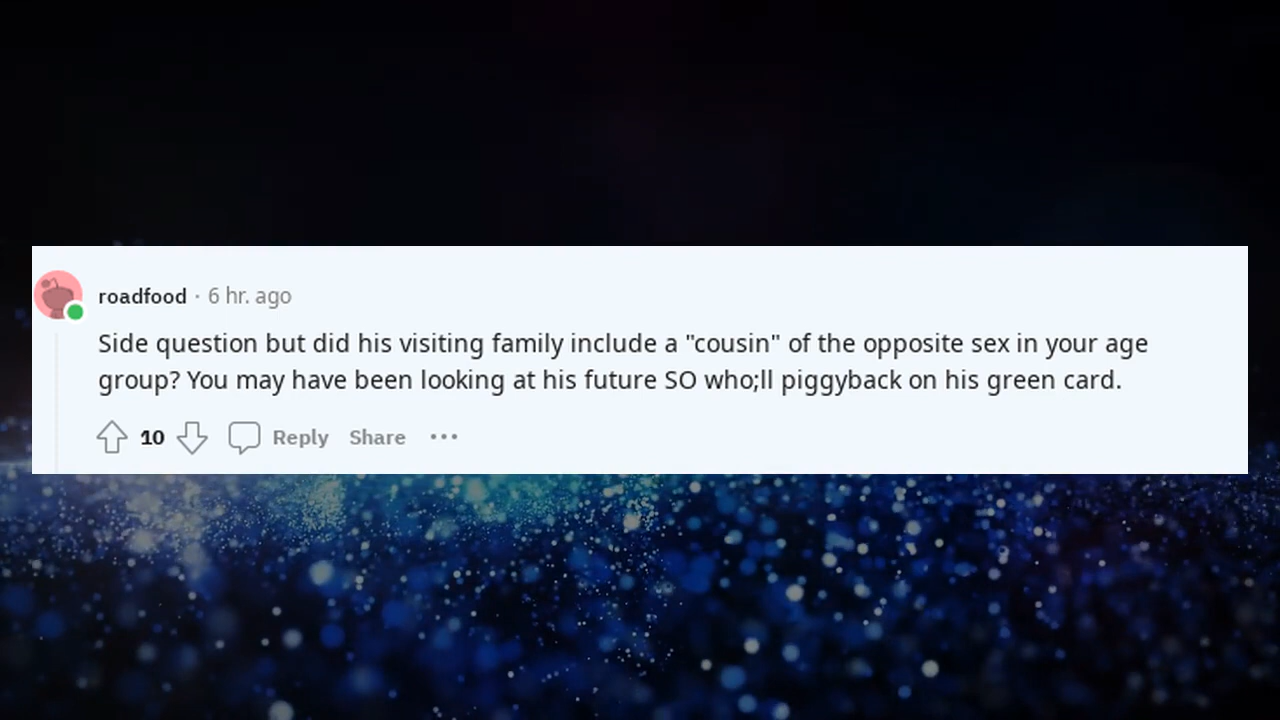 roadfood · 6 hr. ago
Side question but did his visiting family include a "cousin" of the opposite sex in your age
group? You may have been looking at his future SO who;ll piggyback on his green card.
10 Reply Share •••